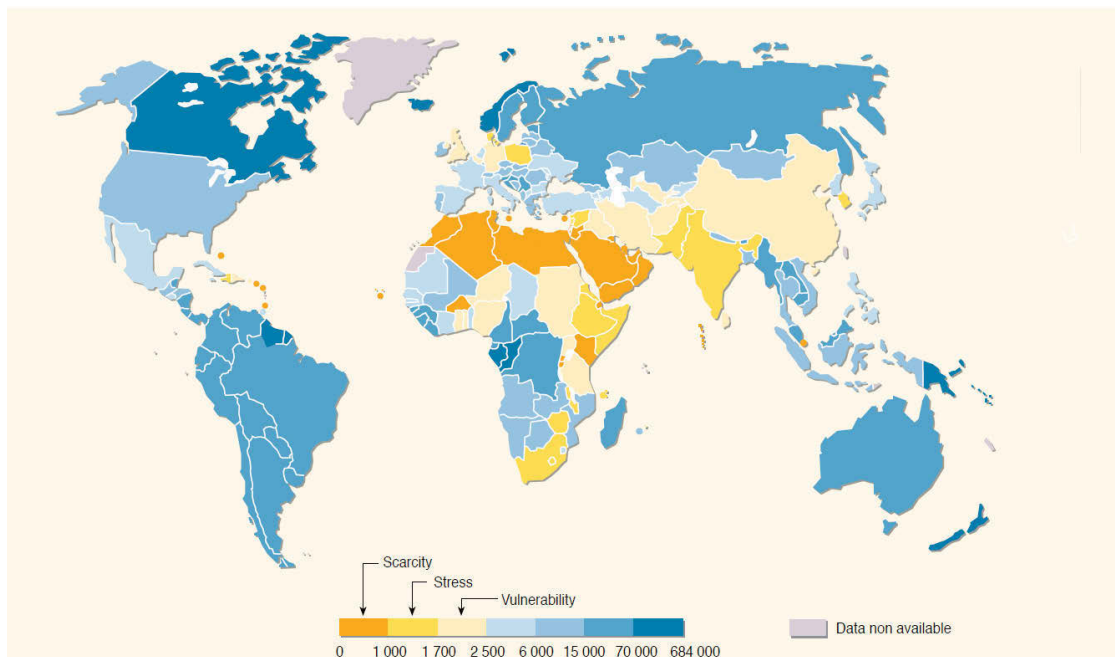 Scarcity
Stress
Vulnerability
0 1 000 1 700 2 500 6 000 15 000 70 000 684 000
Data non available